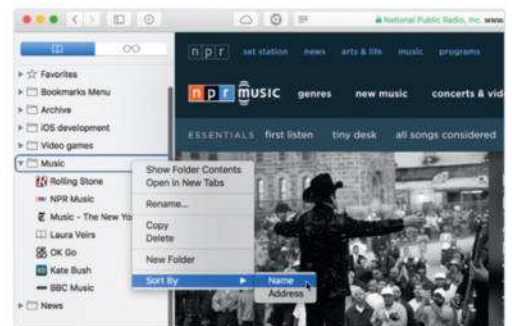 National Public Radio, Inc. www.
Favorites
Bookmarks Menu
Archive
iOS development
Video games
Music
Rolling Stone
NPR Music
Music - The New Yo
Laura Veirs
OK Go
Kate Bush
BBC Music
News
Show Folder Contents
Open in New Tabs
Rename...
Copy
Delete
New Folder
Sort By
Name
Address
npr set station news arts & life music programs
npr music genres new music concerts & vid
ESSENTIALS first listen tiny desk all songs considered